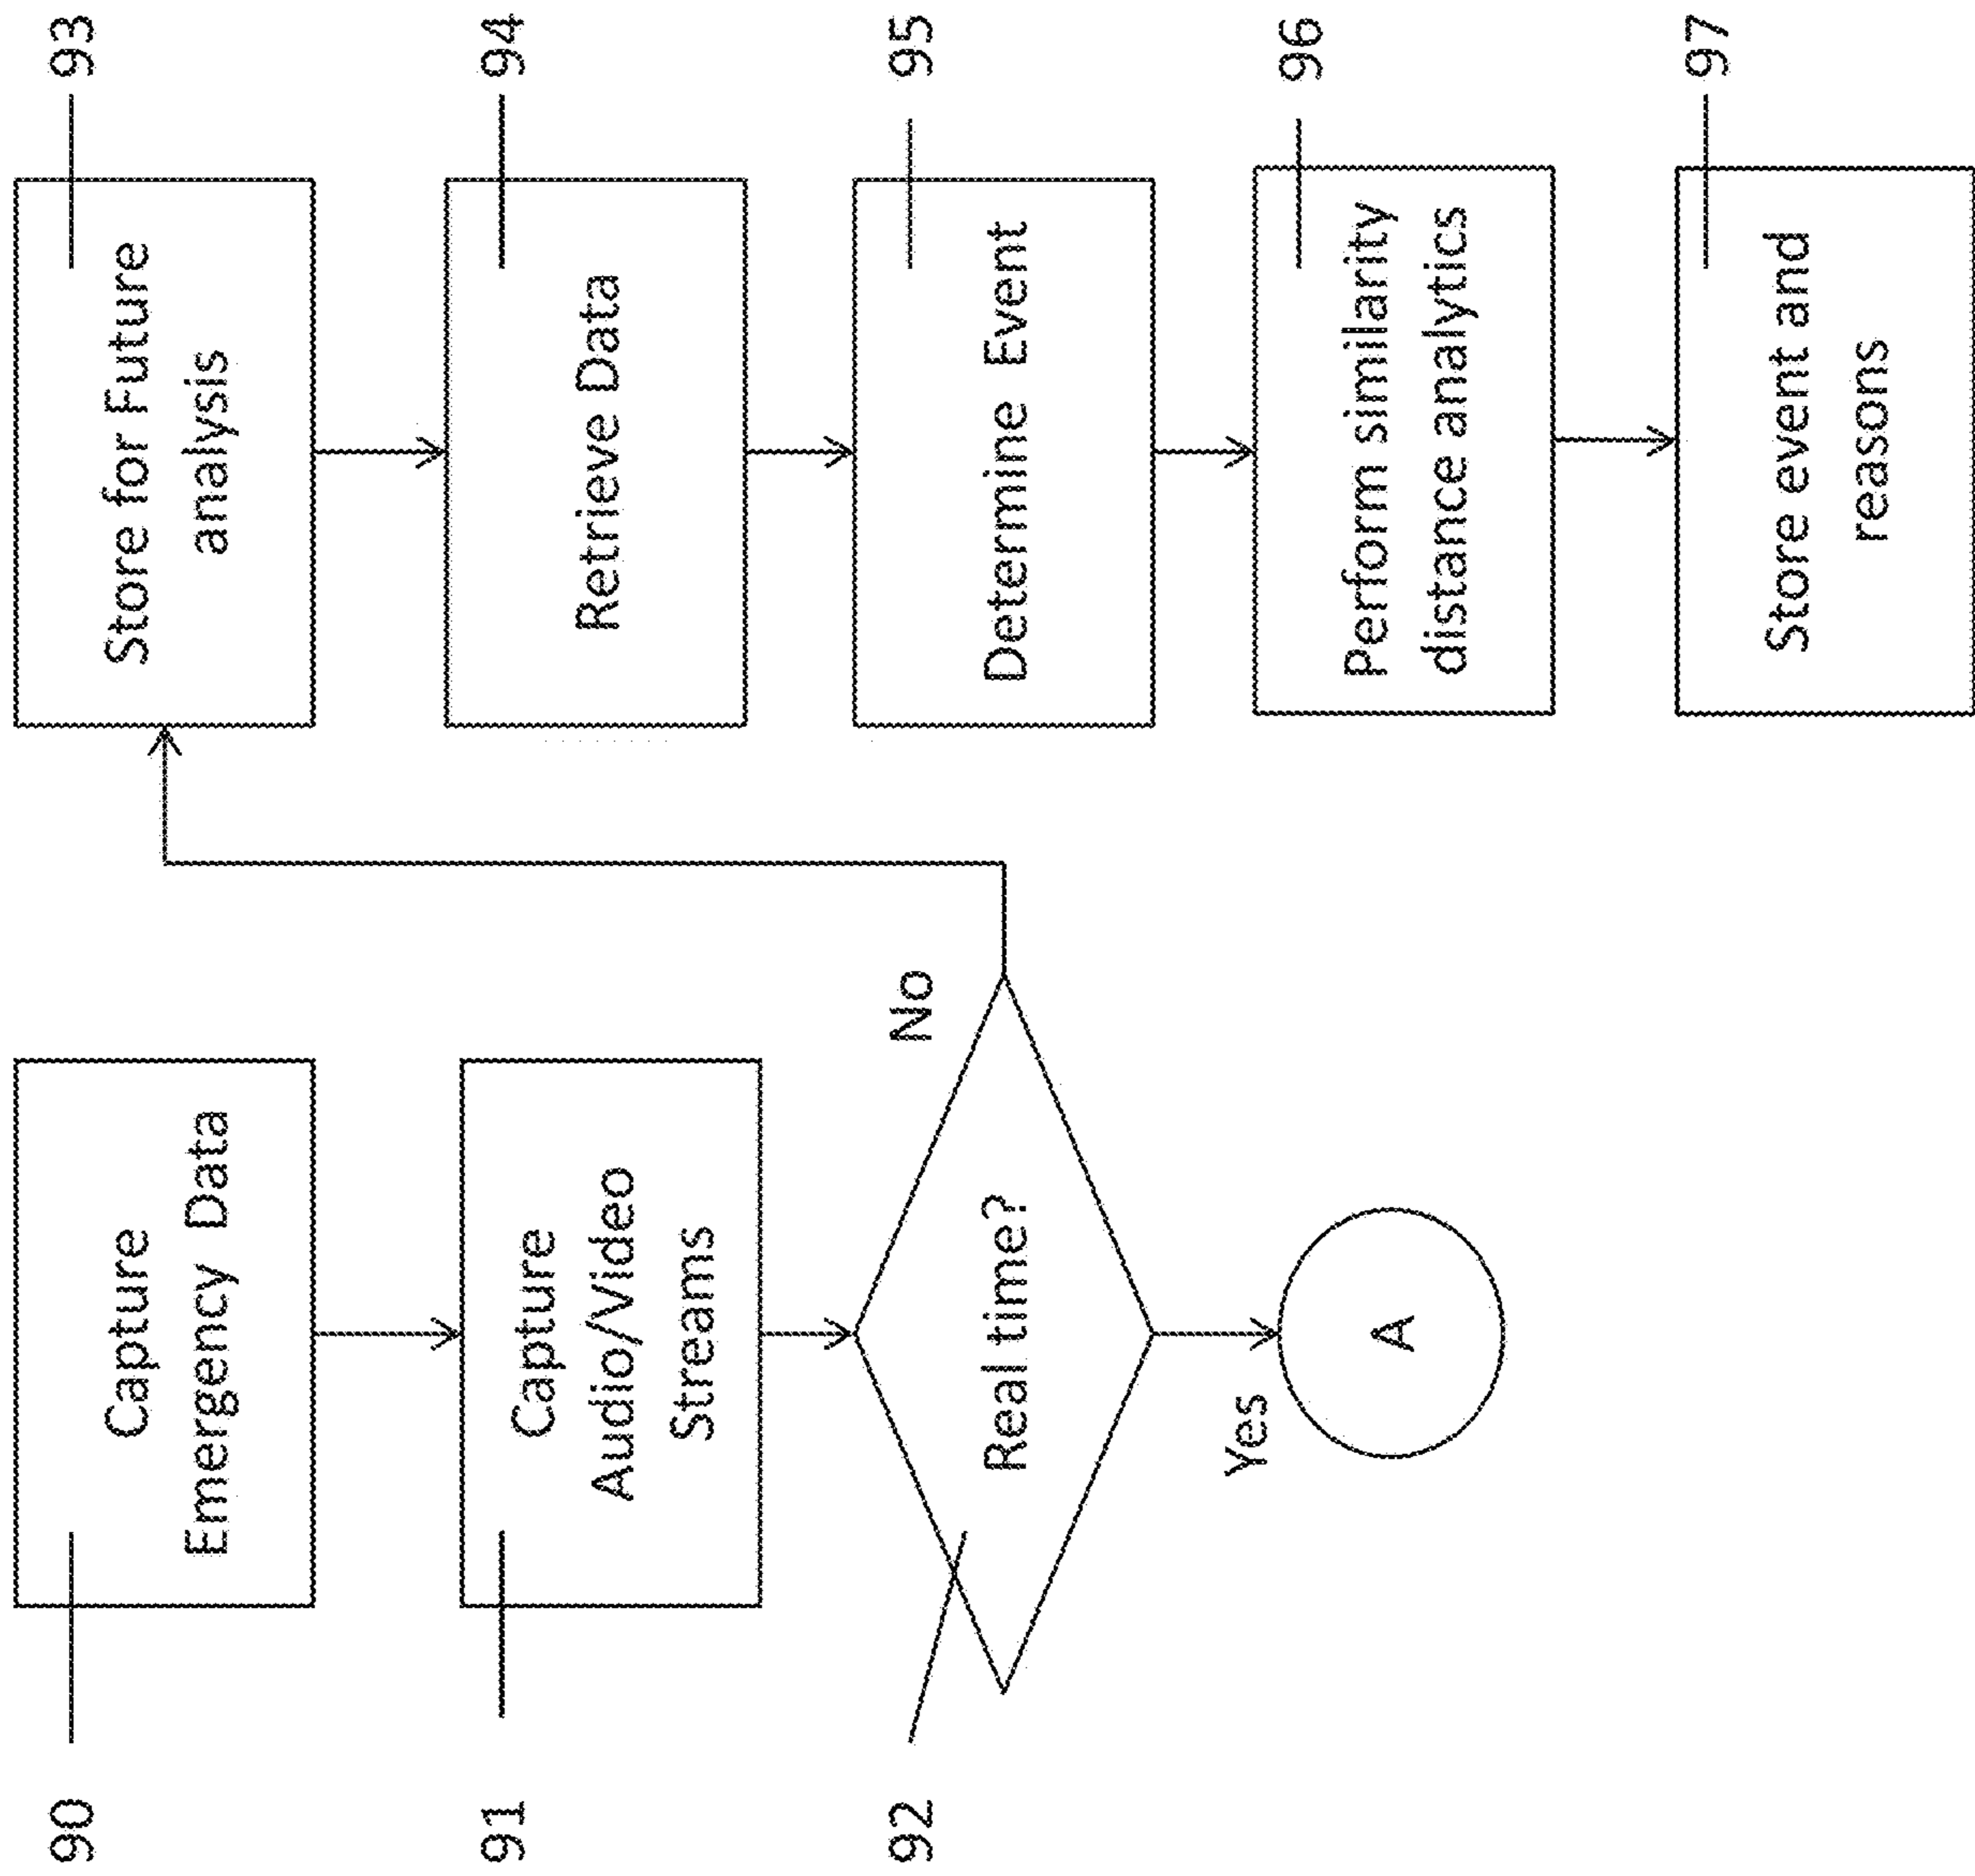 90
Capture
Emergency Data
91
Capture
Audio/Video
Streams
92
Real time?
No
Yes
A
93
Store for Future
analysis
94
Retrieve Data
95
Determine Event
96
Perform similarity
distance analytics
97
Store event and
reasons